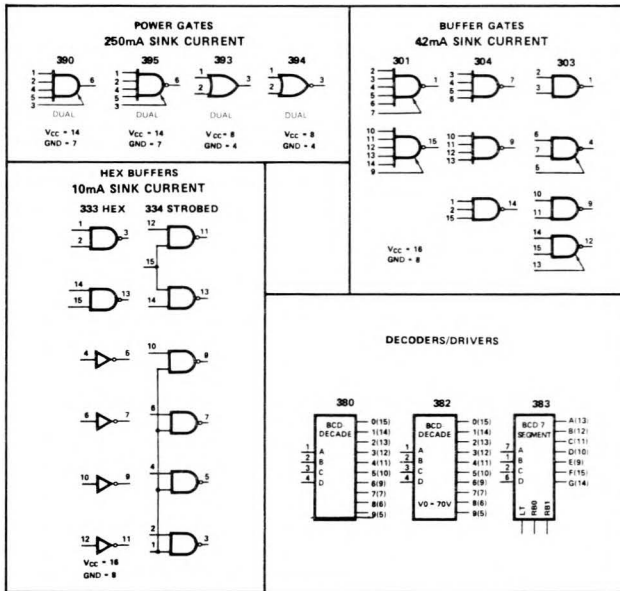 POWER GATES
250mA SINK CURRENT
390 395 393 394
1 2 4 5 3 6
1 2 4 5 3 6
1 2 3
1 2 3
DUAL DUAL DUAL DUAL
VCC = 14 VCC = 14 VCC = 8 VCC = 8
GND = 7 GND = 7 GND = 4 GND = 4
BUFFER GATES
42mA SINK CURRENT
301 304 303
2 3 4 5 6 7 1
3 4 5 6 7
2 3 1
10 11 12 13 14 9 15
10 11 12 13 9
6 7 5 4
1 2 15 14
10 11 9
14 15 13 12
VCC = 16
GND = 8
HEX BUFFERS
10mA SINK CURRENT
333 HEX 334 STROBED
1 2 3
12 11
15
14 15 13
14 13
4 5
10 9
6 7
6 7
10 9
4 5
12 11
2 1 3
VCC = 16
GND = 8
DECODERS/DRIVERS
380
BCD
DECADE
1 A
2 B
3 C
4 D
0(15)
1(14)
2(13)
3(12)
4(11)
5(10)
6(9)
7(7)
8(6)
9(5)
382
BCD
DECADE
1 A
2 B
3 C
4 D
V0 = 70V
0(15)
1(14)
2(13)
3(12)
4(11)
5(10)
6(9)
7(7)
8(6)
9(5)
383
BCD 7
SEGMENT
7 A
1 B
2 C
6 D
A(13)
B(12)
C(11)
D(10)
E(9)
F(15)
G(14)
LT RB0 RB1